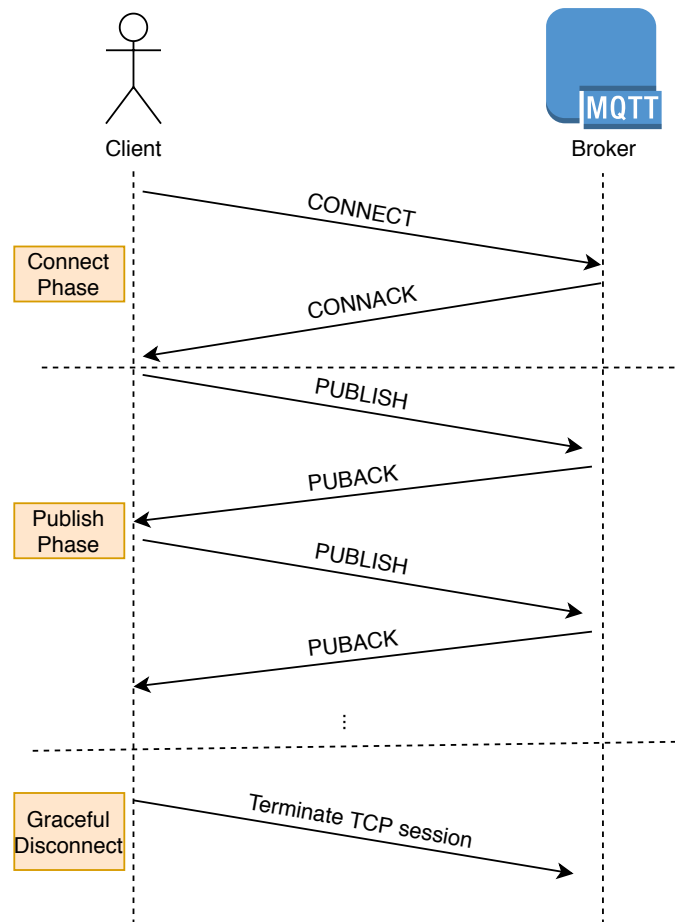 MQTT
Client
Broker
CONNECT
Connect
Phase
CONNACK
PUBLISH
PUBACK
Publish
Phase
PUBLISH
PUBACK
...
Terminate TCP session
Graceful
Disconnect